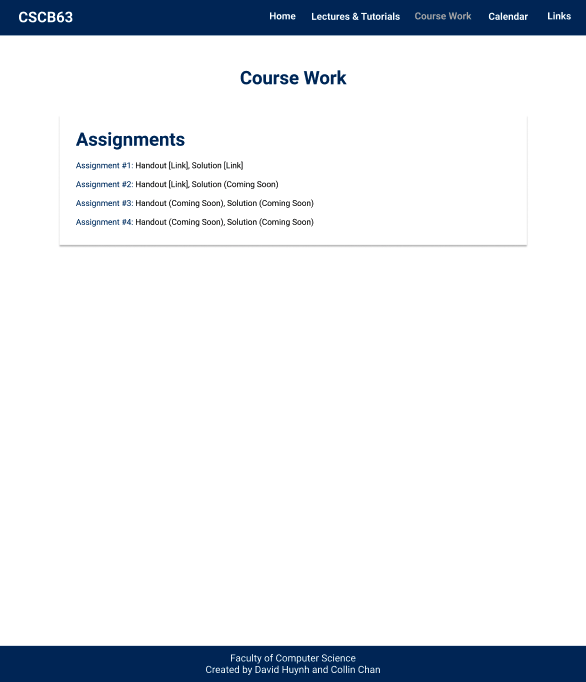 CSCB63
Home Lectures & Tutorials Course Work Calendar Links
Course Work
Assignments
Assignment #1: Handout [Link], Solution [Link]
Assignment #2: Handout [Link], Solution (Coming Soon)
Assignment #3: Handout (Coming Soon), Solution (Coming Soon)
Assignment #4: Handout (Coming Soon), Solution (Coming Soon)
Faculty of Computer Science
Created by David Huynh and Collin Chan